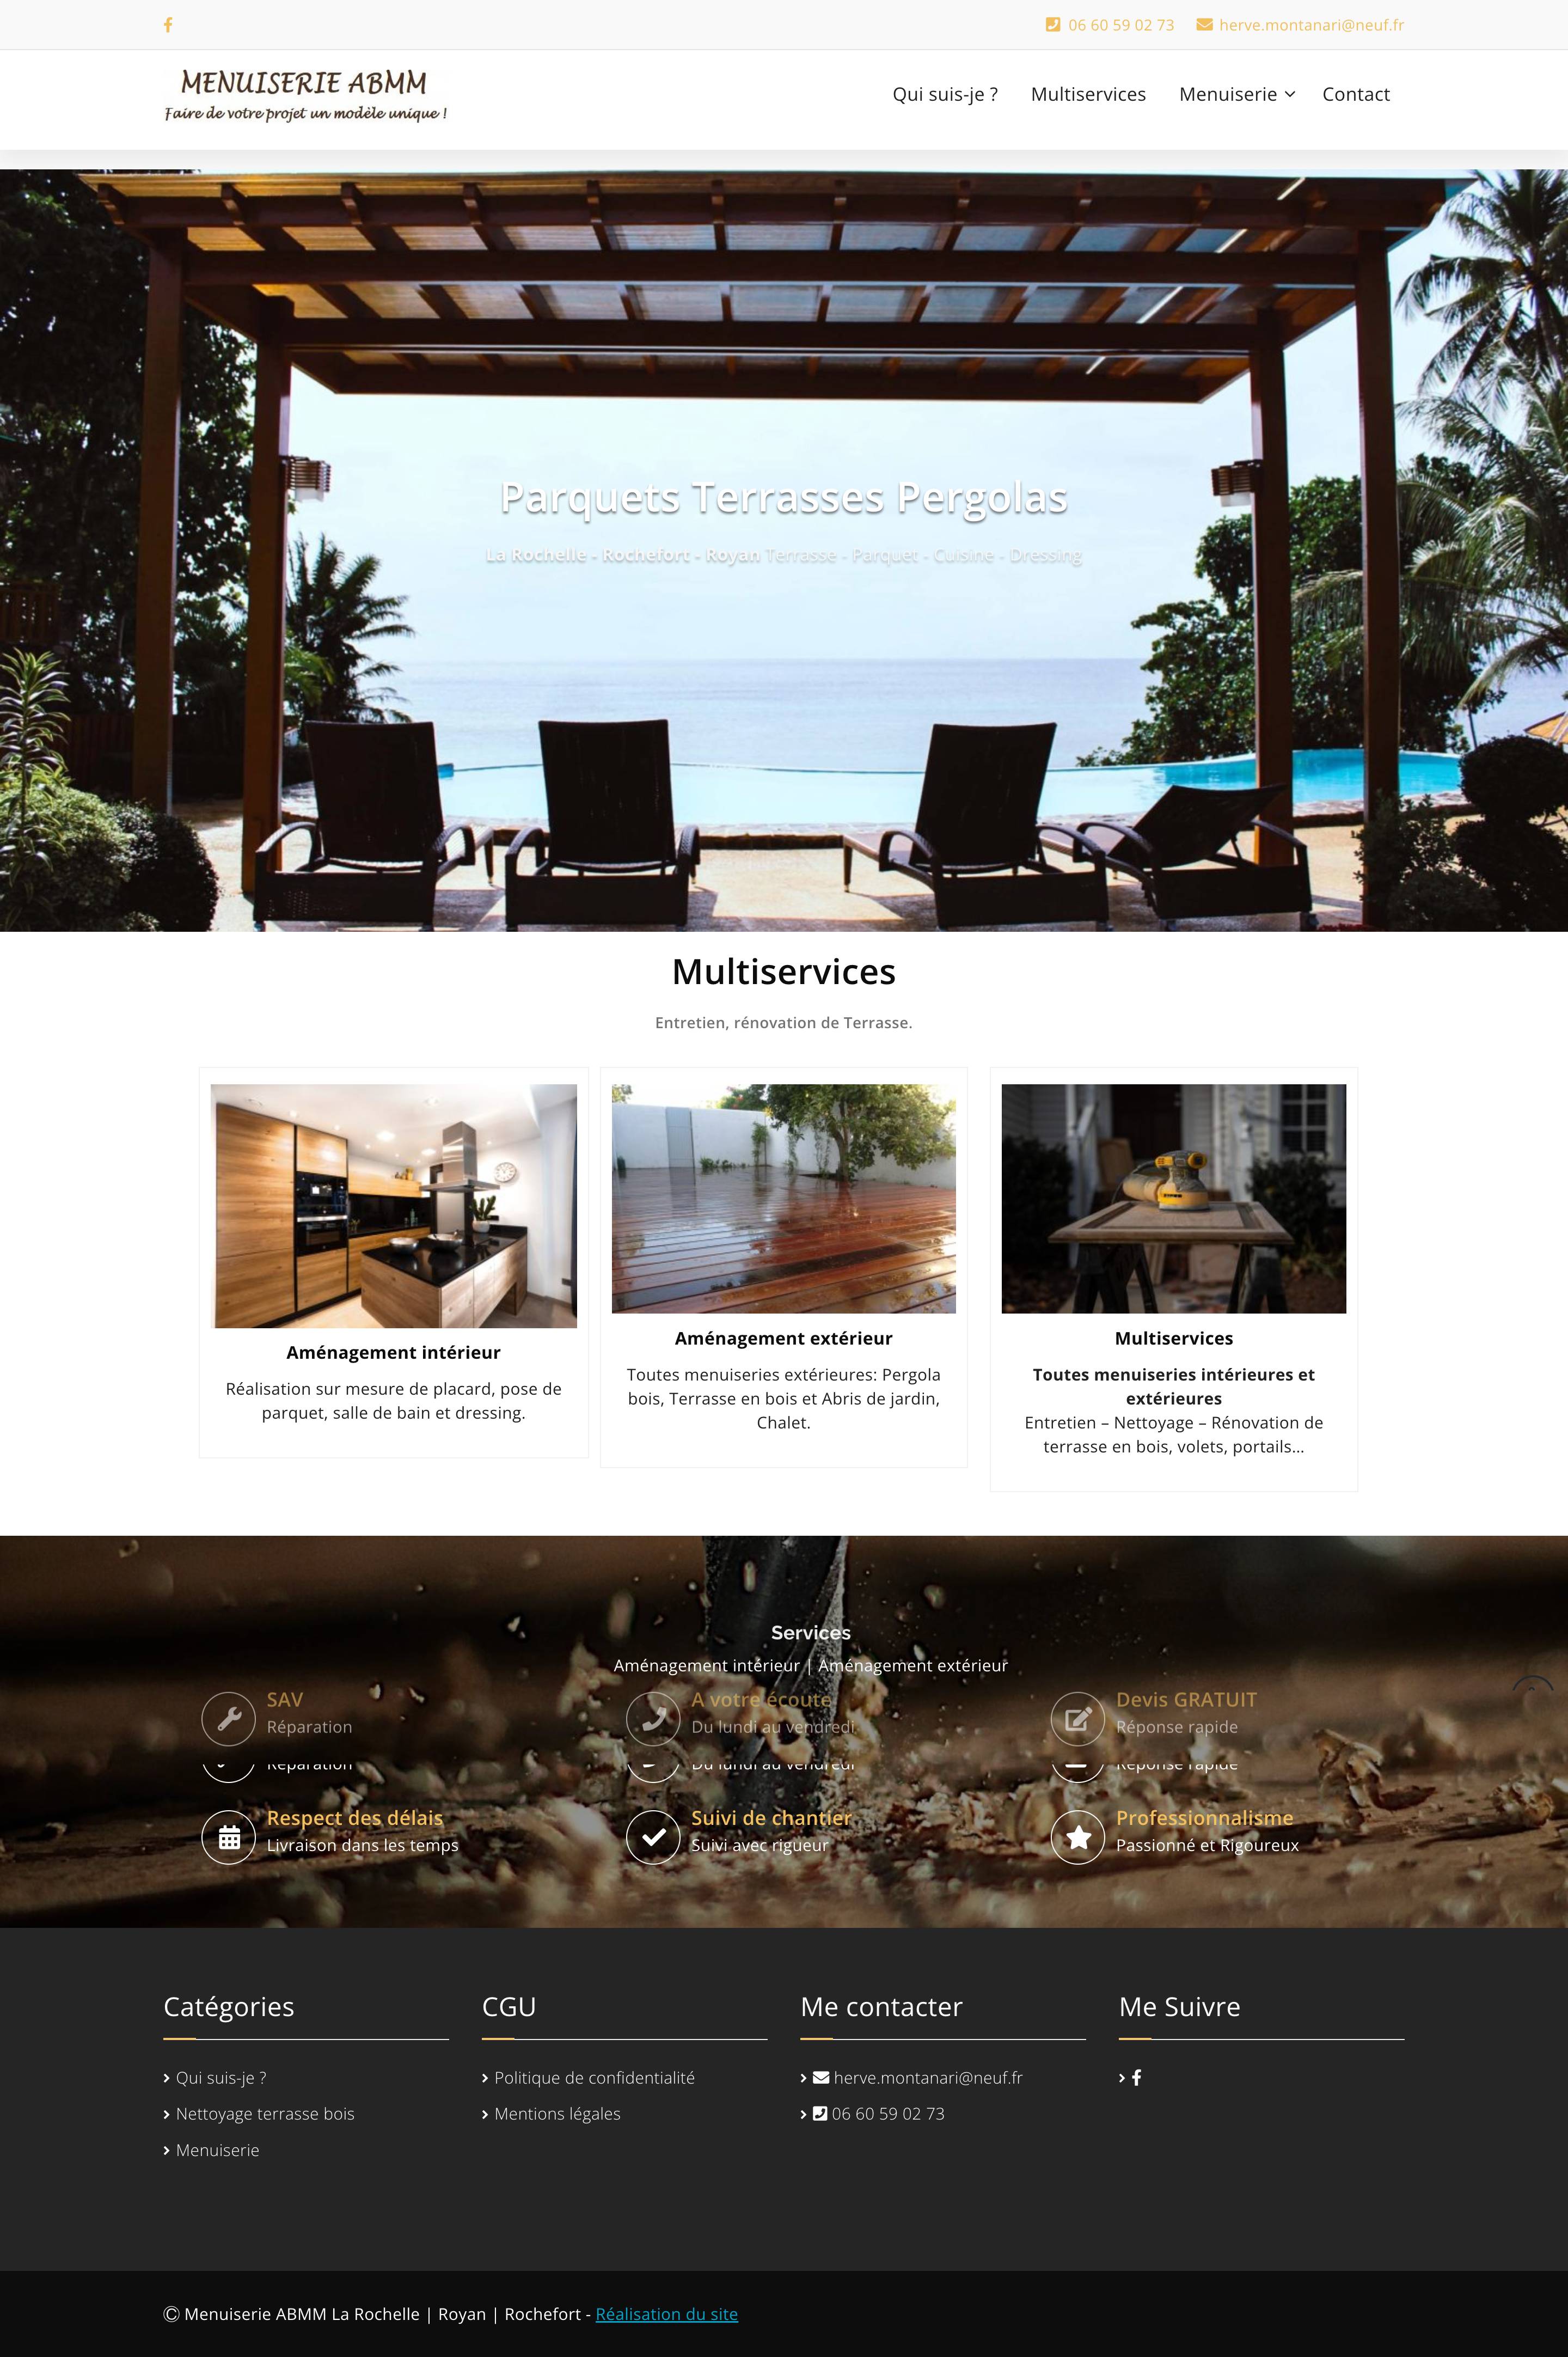 06 60 59 02 73 herve.montanari@neuf.fr
MENUISERIE ABMM
Faire de votre projet un modèle unique !
Qui suis-je ? Multiservices Menuiserie Contact
Parquets Terrasses Pergolas
La Rochelle - Rochefort - Royan Terrasse - Parquet - Cuisine - Dressing
Multiservices
Entretien, rénovation de Terrasse.
Aménagement intérieur
Réalisation sur mesure de placard, pose de
parquet, salle de bain et dressing.
Aménagement extérieur
Toutes menuiseries extérieures: Pergola
bois, Terrasse en bois et Abris de jardin,
Chalet.
Multiservices
Toutes menuiseries intérieures et
extérieures
Entretien – Nettoyage – Rénovation de
terrasse en bois, volets, portails...
Services
Aménagement intérieur | Aménagement extérieur
SAV
Réparation
A votre écoute
Du lundi au vendredi
Devis GRATUIT
Réponse rapide
Réparation
Du lundi au vendredi
Réponse rapide
Respect des délais
Livraison dans les temps
Suivi de chantier
Suivi avec rigueur
Professionnalisme
Passionné et Rigoureux
Catégories
Qui suis-je ?
Nettoyage terrasse bois
Menuiserie
CGU
Politique de confidentialité
Mentions légales
Me contacter
herve.montanari@neuf.fr
06 60 59 02 73
Me Suivre
© Menuiserie ABMM La Rochelle | Royan | Rochefort - Réalisation du site